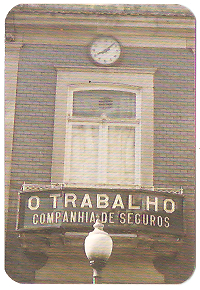 O TRABALHO
COMPANHIA DE SEGUROS